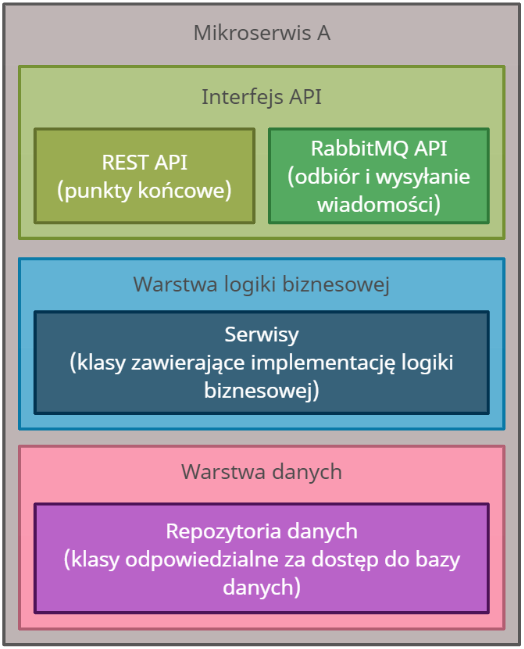 Mikroserwis A
Interfejs API
REST API
(punkty końcowe)
RabbitMQ API
(odbiór i wysyłanie
wiadomości)
Warstwa logiki biznesowej
Serwisy
(klasy zawierające implementację logiki
biznesowej)
Warstwa danych
Repozytoria danych
(klasy odpowiedzialne za dostęp do bazy
danych)